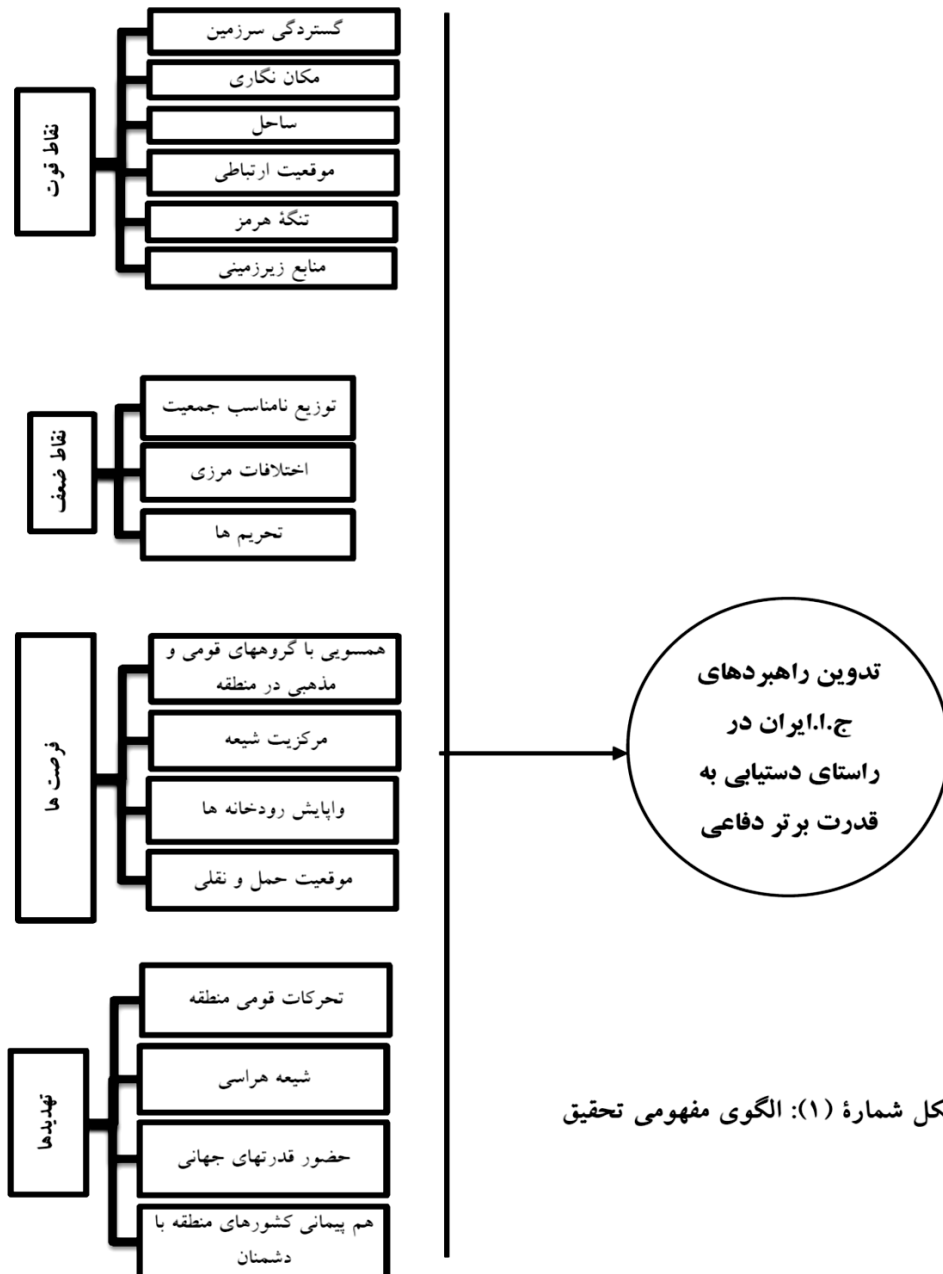 نقاط قوت
گستردگی سرزمین
مکان نگاری
ساحل
موقعیت ارتباطی
تنگۀ هرمز
منابع زیرزمینی
نقاط ضعف
توزیع نامناسب جمعیت
اختلافات مرزی
تحریم ها
فرصت ها
همسویی با گروههای قومی و
مذهبی در منطقه
مرکزیت شیعه
واپایش رودخانه ها
موقعیت حمل و نقلی
تهدیدها
تحرکات قومی منطقه
شیعه هراسی
حضور قدرتهای جهانی
هم پیمانی کشورهای منطقه با
دشمنان
تدوین راهبردهای
ج.ا.ایران در
راستای دستیابی به
قدرت برتر دفاعی
کل شمارۀ (۱): الگوی مفهومی تحقیق